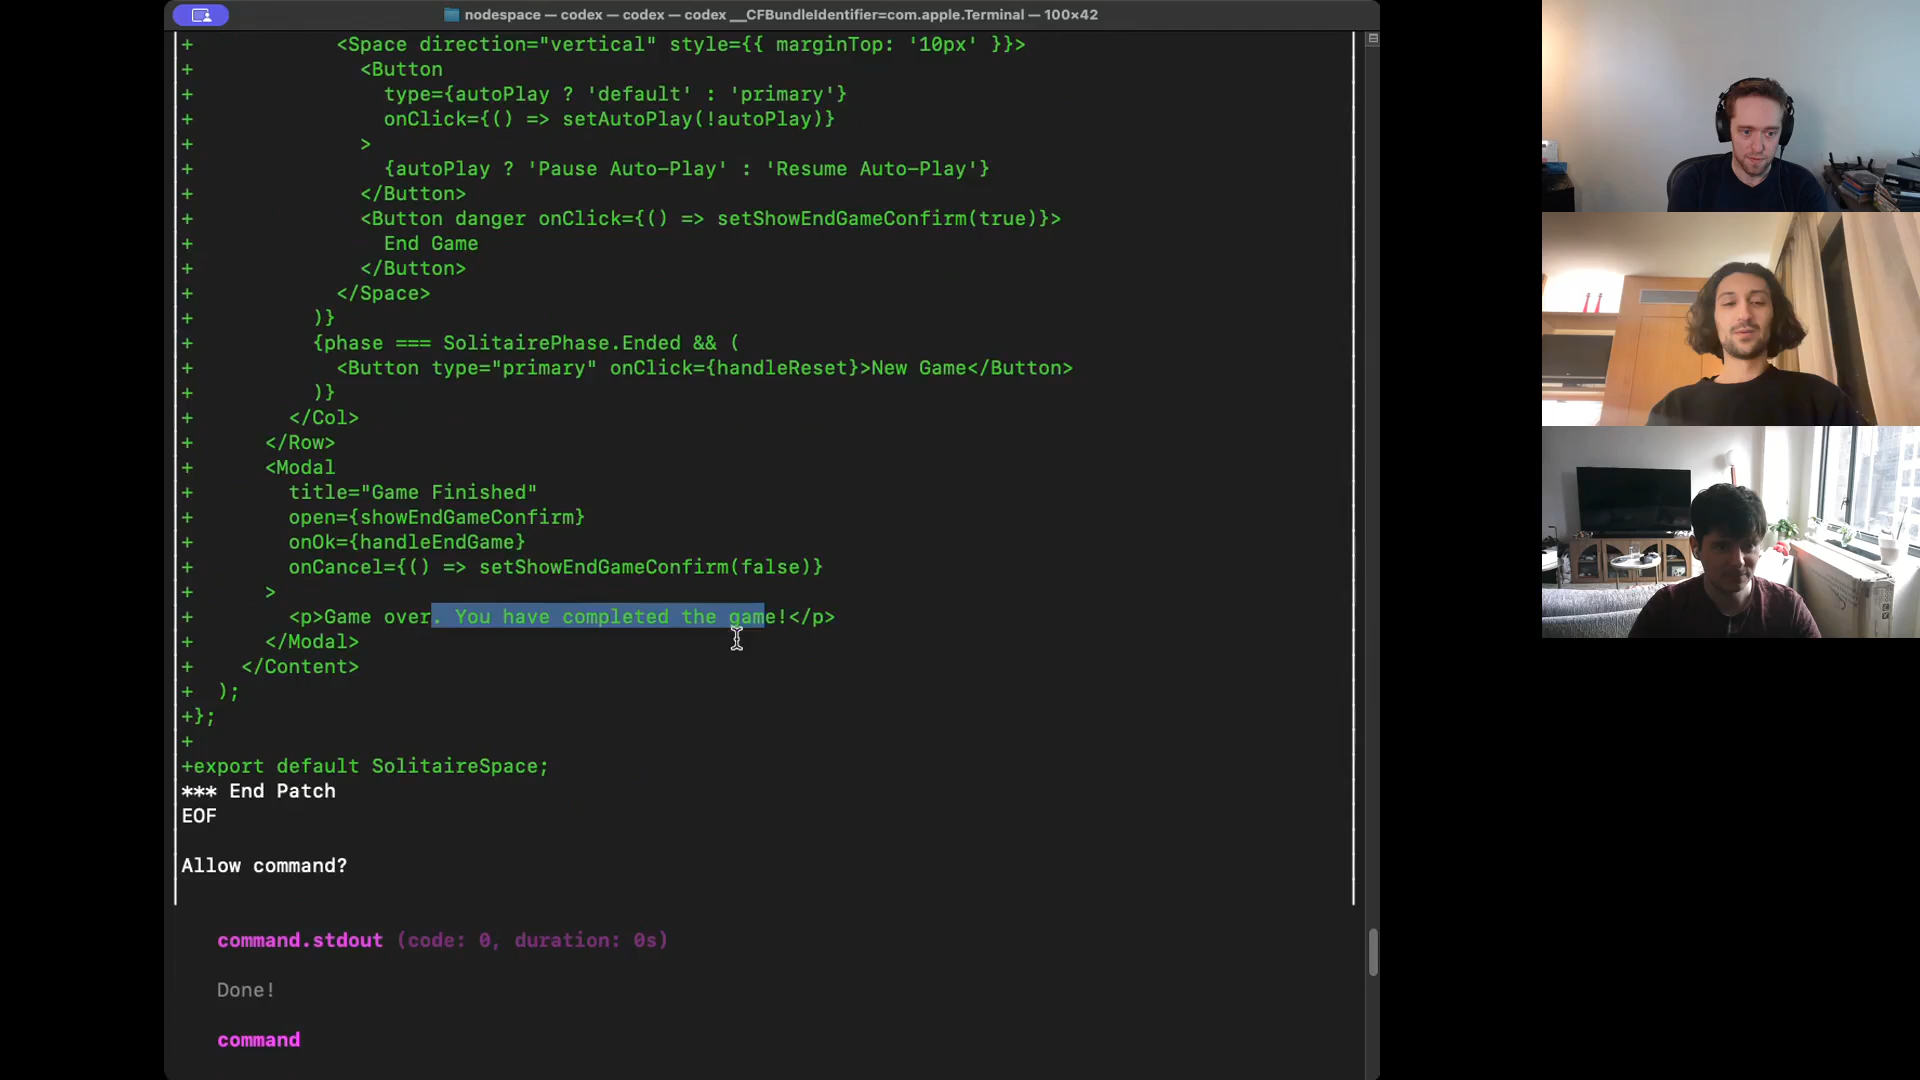 nodespace — codex — codex — codex __CFBundleIdentifier=com.apple.Terminal — 100×42
+            <Space direction="vertical" style={{ marginTop: '10px' }}>
+              <Button
+                type={autoPlay ? 'default' : 'primary'}
+                onClick={() => setAutoPlay(!autoPlay)}
+              >
+                {autoPlay ? 'Pause Auto-Play' : 'Resume Auto-Play'}
+              </Button>
+              <Button danger onClick={() => setShowEndGameConfirm(true)}>
+                End Game
+              </Button>
+            </Space>
+          )}
+          {phase === SolitairePhase.Ended && (
+            <Button type="primary" onClick={handleReset}>New Game</Button>
+          )}
+        </Col>
+      </Row>
+      <Modal
+        title="Game Finished"
+        open={showEndGameConfirm}
+        onOk={handleEndGame}
+        onCancel={() => setShowEndGameConfirm(false)}
+      >
+        <p>Game over. You have completed the game!</p>
+      </Modal>
+    </Content>
+  );
+};
+
+export default SolitaireSpace;
*** End Patch
EOF
Allow command?
command.stdout (code: 0, duration: 0s)
Done!
command